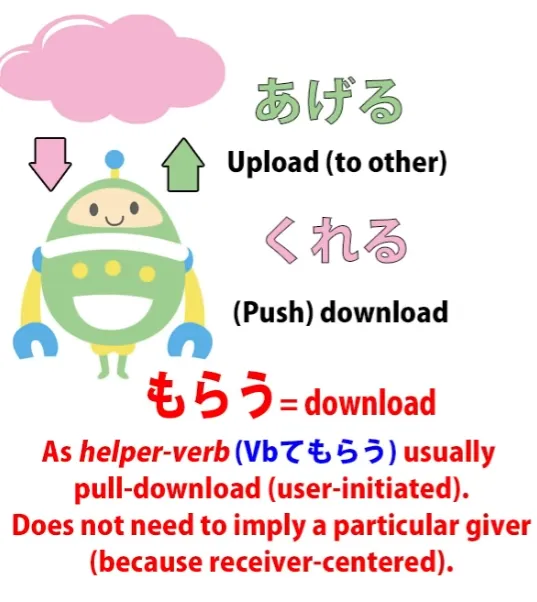 あげる
Upload (to other)
くれる
(Push) download
もらう = download
As helper-verb (Vbてもらう) usually
pull-download (user-initiated).
Does not need to imply a particular giver
(because receiver-centered).